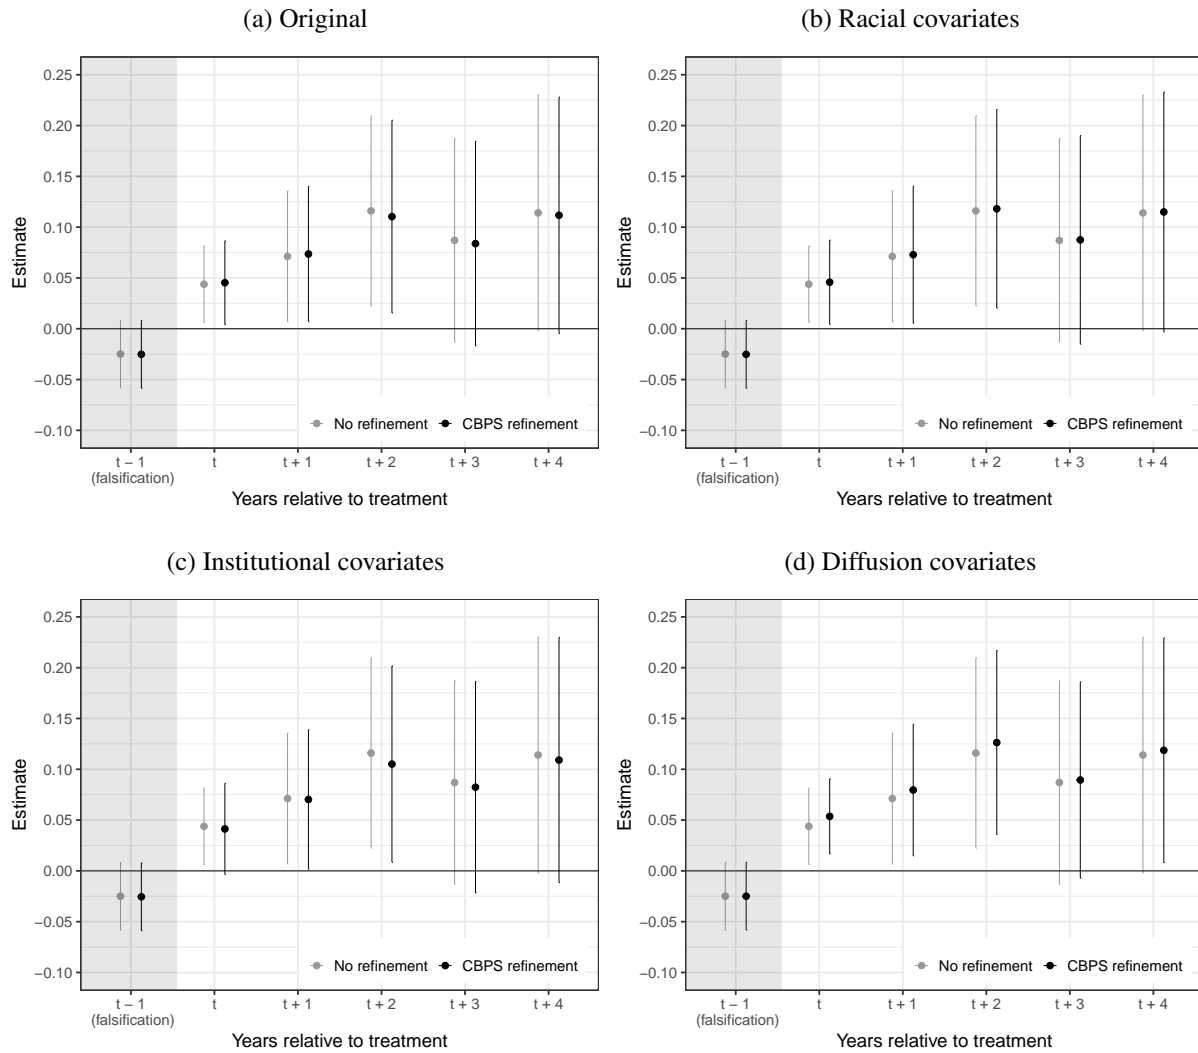 (a) Original
0.25
0.20
0.15
0.10
0.05
0.00
−0.05
−0.10
Estimate
No refinement
CBPS refinement
t − 1
(falsification)
t
t + 1
t + 2
t + 3
t + 4
Years relative to treatment
(b) Racial covariates
0.25
0.20
0.15
0.10
0.05
0.00
−0.05
−0.10
Estimate
No refinement
CBPS refinement
t − 1
(falsification)
t
t + 1
t + 2
t + 3
t + 4
Years relative to treatment
(c) Institutional covariates
0.25
0.20
0.15
0.10
0.05
0.00
−0.05
−0.10
Estimate
No refinement
CBPS refinement
t − 1
(falsification)
t
t + 1
t + 2
t + 3
t + 4
Years relative to treatment
(d) Diffusion covariates
0.25
0.20
0.15
0.10
0.05
0.00
−0.05
−0.10
Estimate
No refinement
CBPS refinement
t − 1
(falsification)
t
t + 1
t + 2
t + 3
t + 4
Years relative to treatment